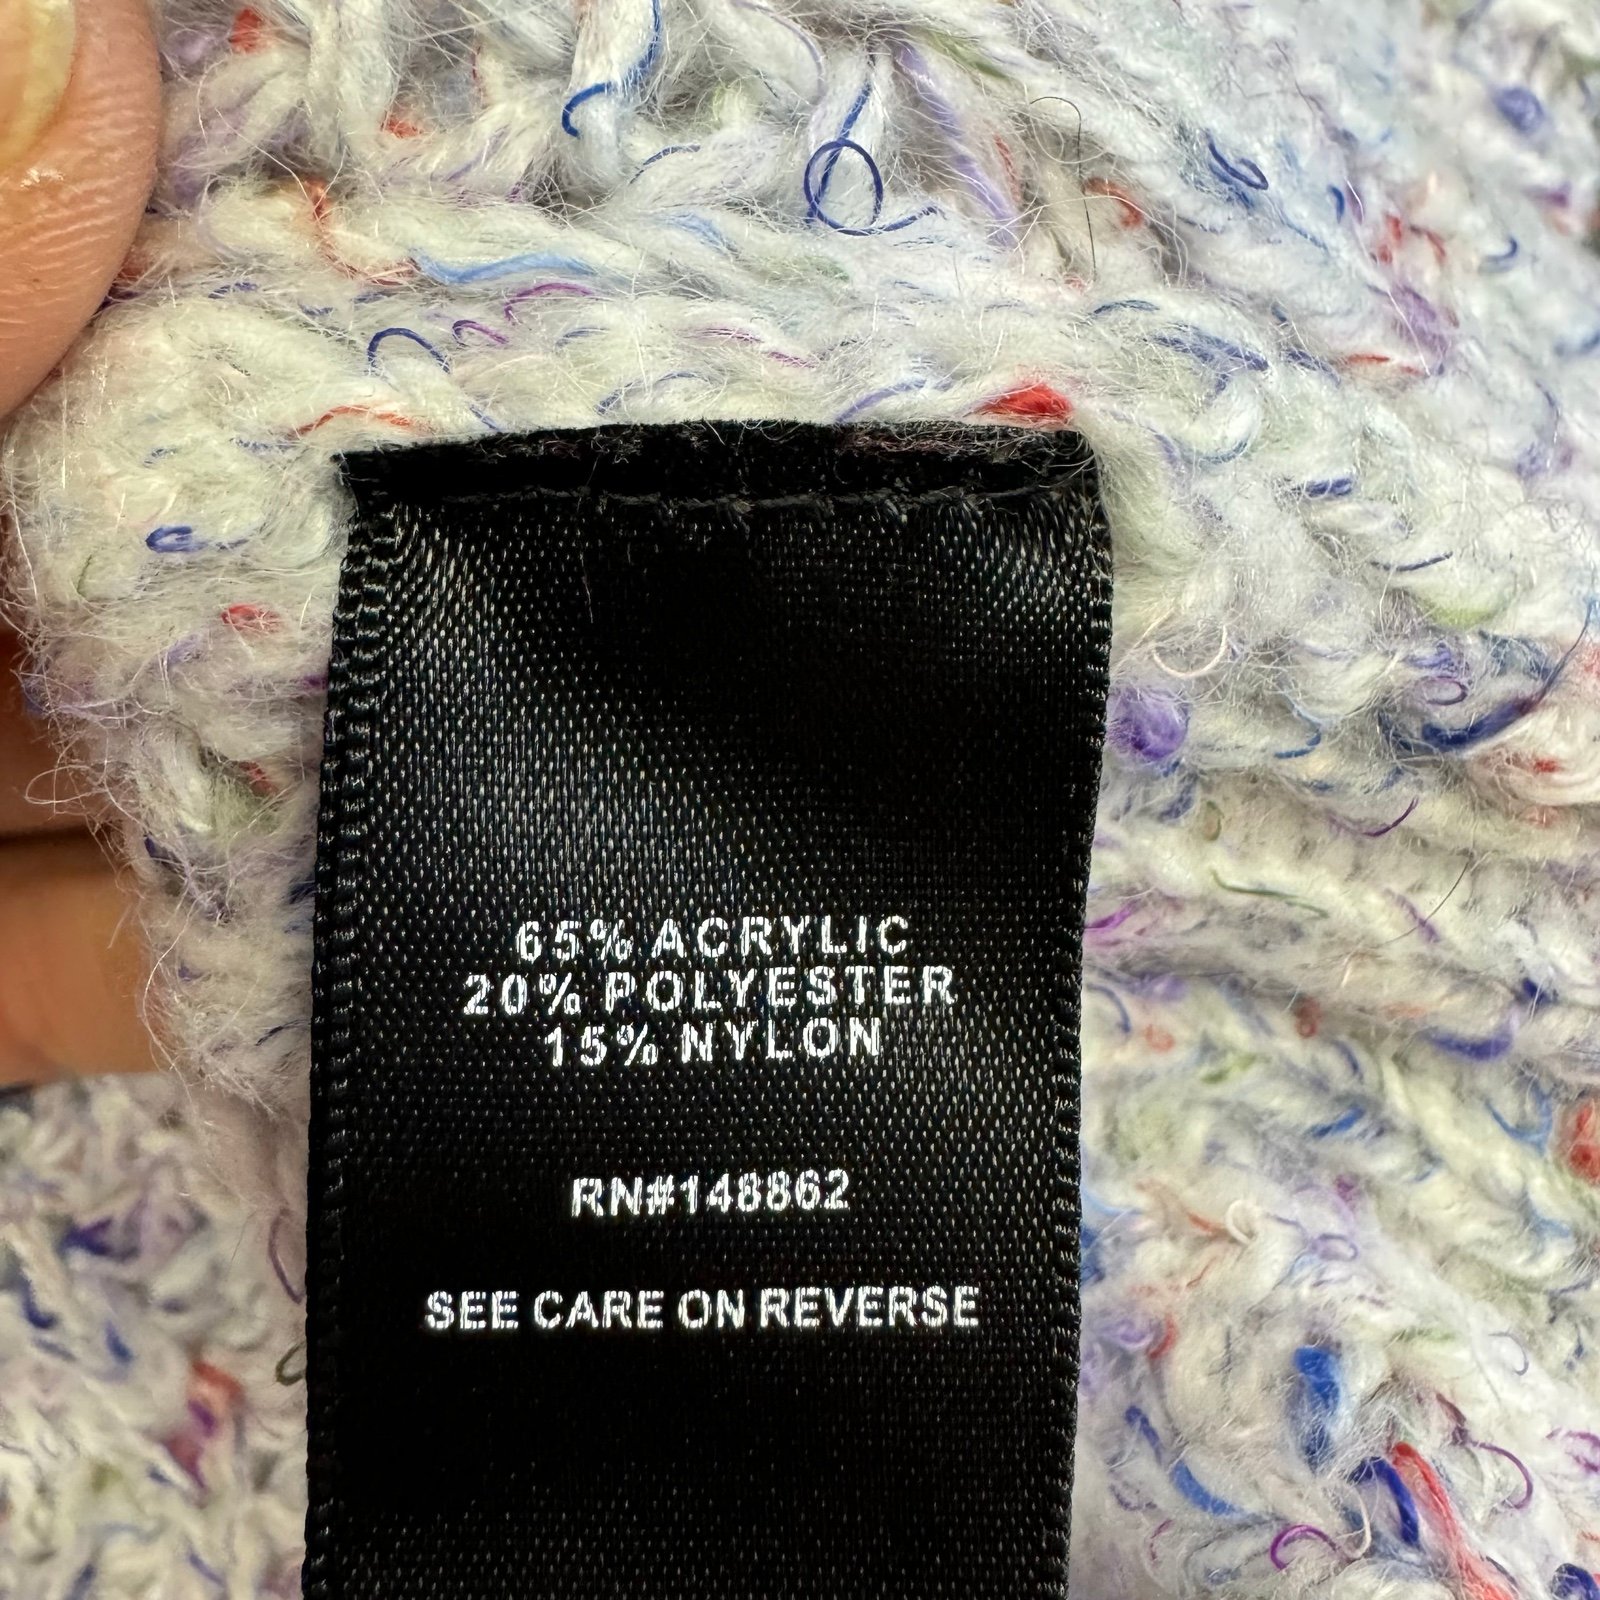 65% ACRYLIC
20% POLYESTER
15% NYLON
RN#148862
SEE CARE ON REVERSE